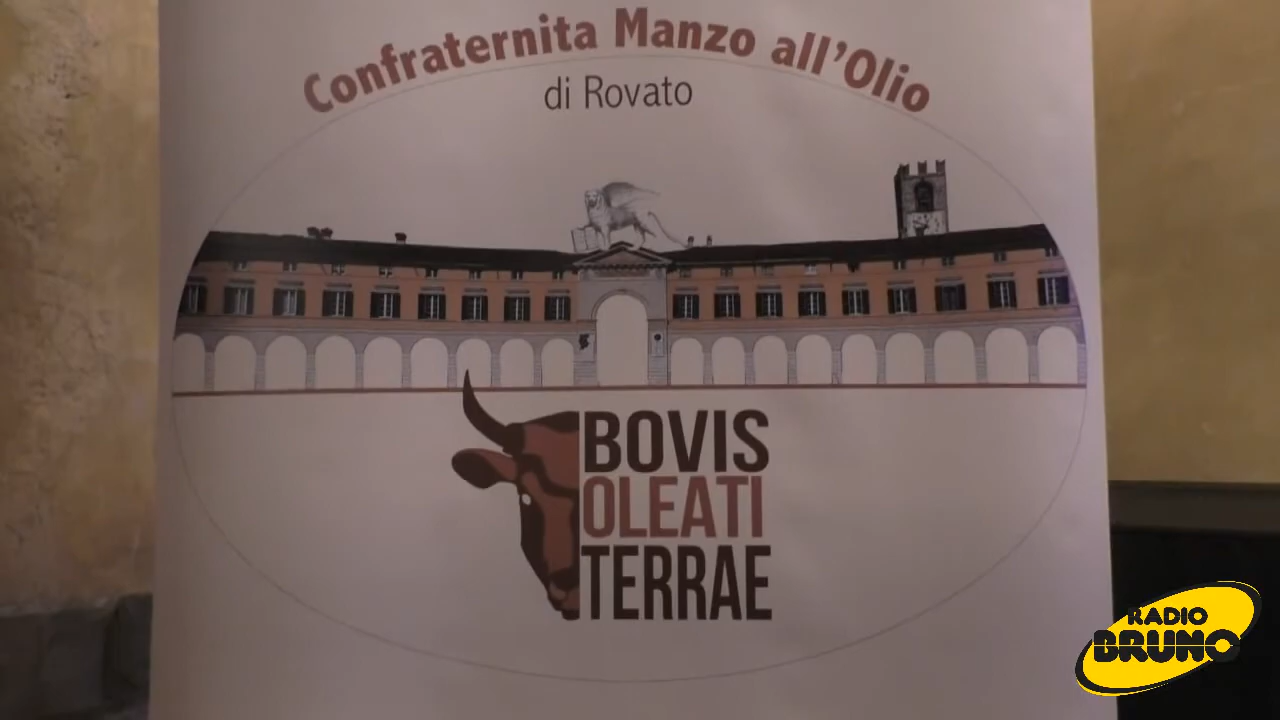 Confraternita Manzo all'Olio
di Rovato
BOVIS
OLEATI
TERRAE
RADIO
BRUNO